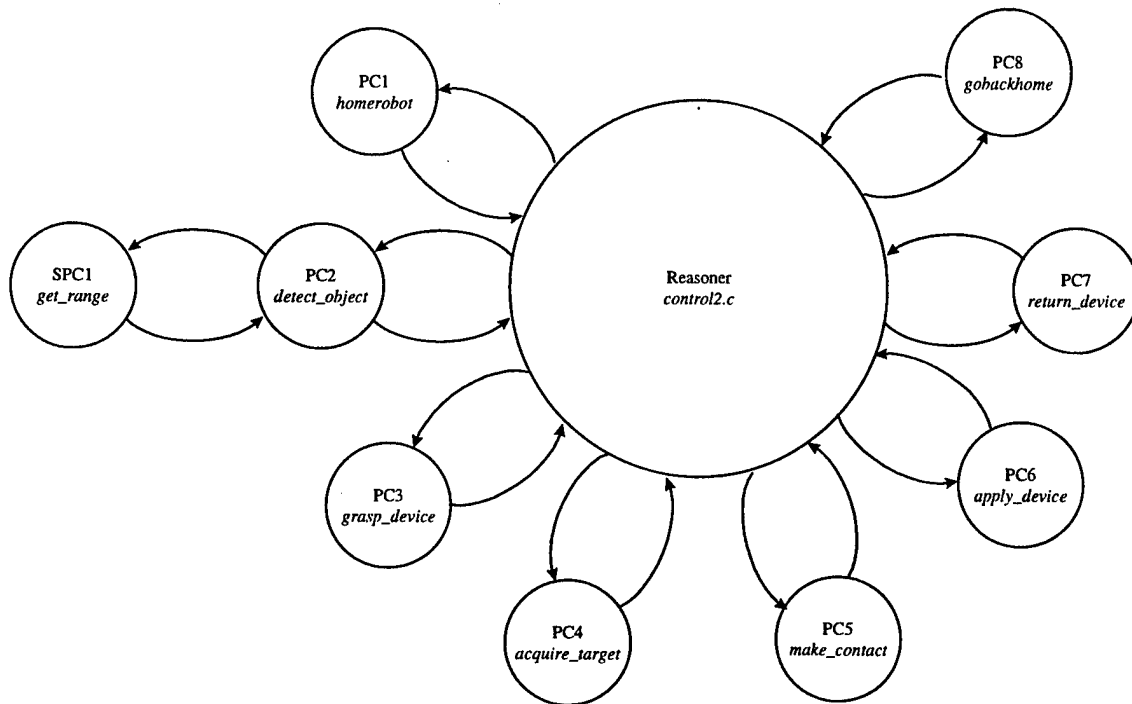 PC1
homerobot
PC8
gobackhome
SPC1
get_range
PC2
detect_object
Reasoner
control2.c
PC7
return_device
PC3
grasp_device
PC6
apply_device
PC4
acquire_target
PC5
make_contact